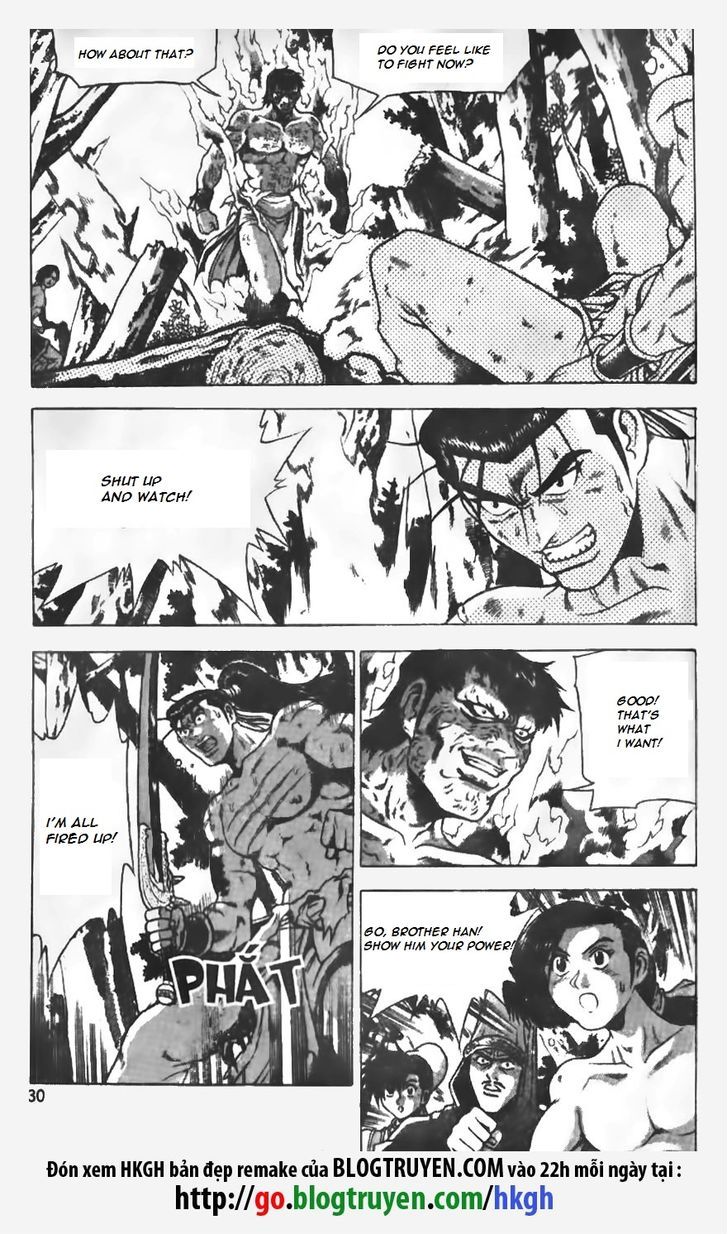 HOW ABOUT THAT?
DO YOU FEEL LIKE
TO FIGHT NOW?
SHUT UP
AND WATCH!
I'M ALL
FIRED UP!
PHẮT
GOOD!
THAT'S
WHAT
I WANT!
GO, BROTHER HAN!
SHOW HIM YOUR POWER!
30
Đón xem HKGH bản đẹp remake của BLOGTRUYEN.COM vào 22h mỗi ngày tại :
http://go.blogtruyen.com/hkgh